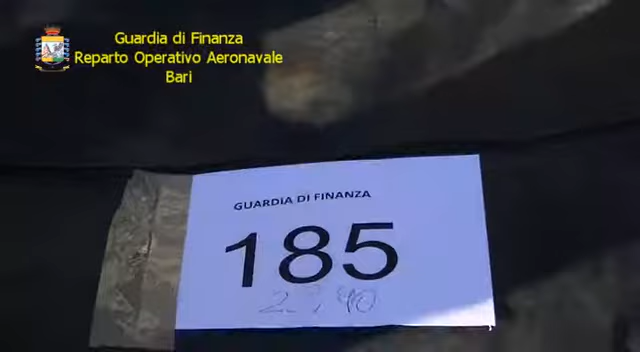 Guardia di Finanza
Reparto Operativo Aeronavale
Bari
GUARDIA DI FINANZA
185